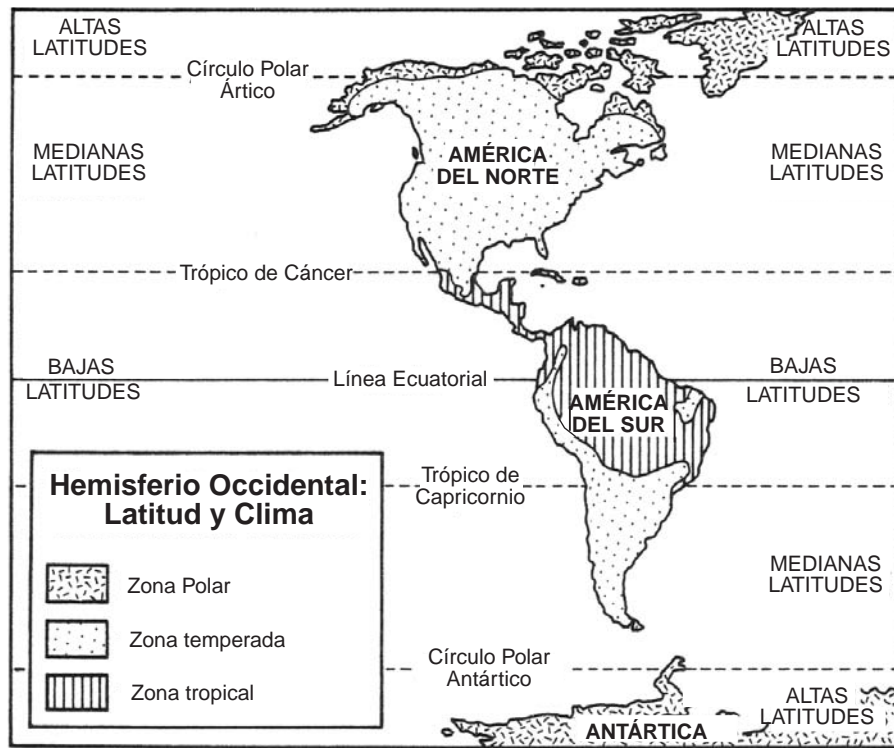 ALTAS
LATITUDES
ALTAS
LATITUDES
Círculo Polar
Ártico
MEDIANAS
LATITUDES
AMÉRICA
DEL NORTE
MEDIANAS
LATITUDES
Trópico de Cáncer
BAJAS
LATITUDES
Línea Ecuatorial
BAJAS
LATITUDES
AMÉRICA
DEL SUR
Trópico de
Capricornio
Hemisferio Occidental:
Latitud y Clima
Zona Polar
Zona temperada
Zona tropical
MEDIANAS
LATITUDES
Círculo Polar
Antártico
ALTAS
LATITUDES
ANTÁRTICA